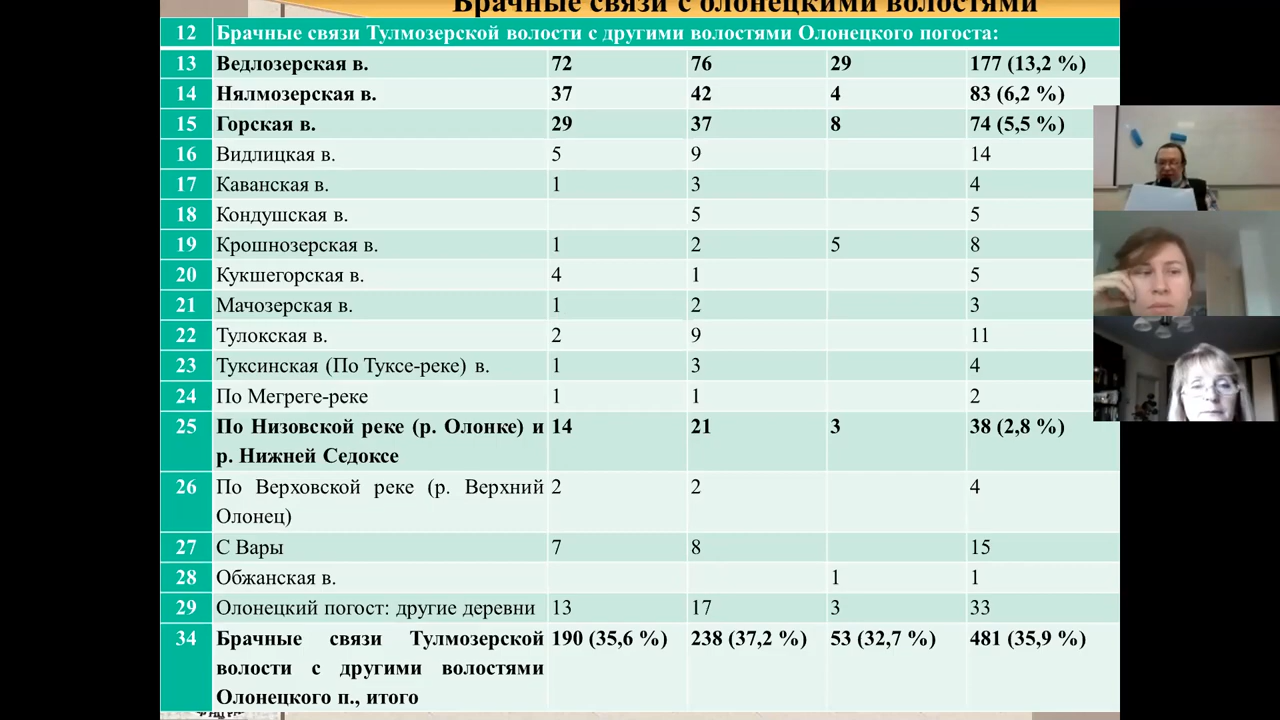 Брачные связи с олонецкими волостями
12 Брачные связи Тулмозерской волости с другими волостями Олонецкого погоста:
13 Ведлозерская в. 72 76 29 177 (13,2 %)
14 Нялмозерская в. 37 42 4 83 (6,2 %)
15 Горская в. 29 37 8 74 (5,5 %)
16 Видлицкая в. 5 9 14
17 Каванская в. 1 3 4
18 Кондушская в. 5 5
19 Крошнозерская в. 1 2 5 8
20 Кукшегорская в. 4 1 5
21 Мачозерская в. 1 2 3
22 Тулокская в. 2 9 11
23 Туксинская (По Туксе-реке) в. 1 3 4
24 По Мегреге-реке 1 1 2
25 По Низовской реке (р. Олонке) и 14 21 3 38 (2,8 %)
р. Нижней Седоксе
26 По Верховской реке (р. Верхний 2 2 4
Олонец)
27 С Вары 7 8 15
28 Обжанская в. 1 1
29 Олонецкий погост: другие деревни 13 17 3 33
34 Брачные связи Тулмозерской 190 (35,6 %) 238 (37,2 %) 53 (32,7 %) 481 (35,9 %)
волости с другими волостями
Олонецкого п., итого